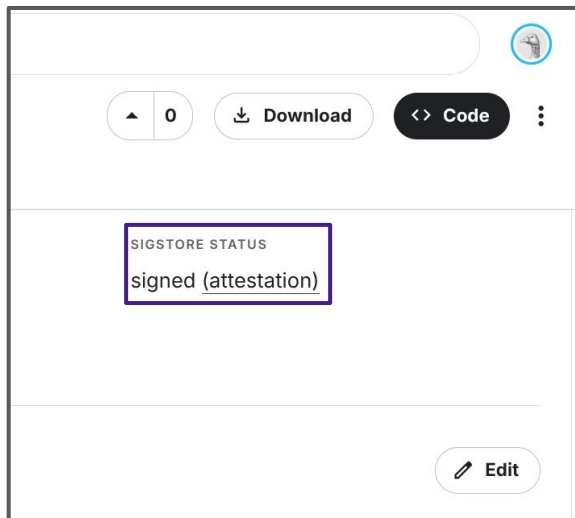 0
Download
<> Code
SIGSTORE STATUS
signed (attestation)
Edit